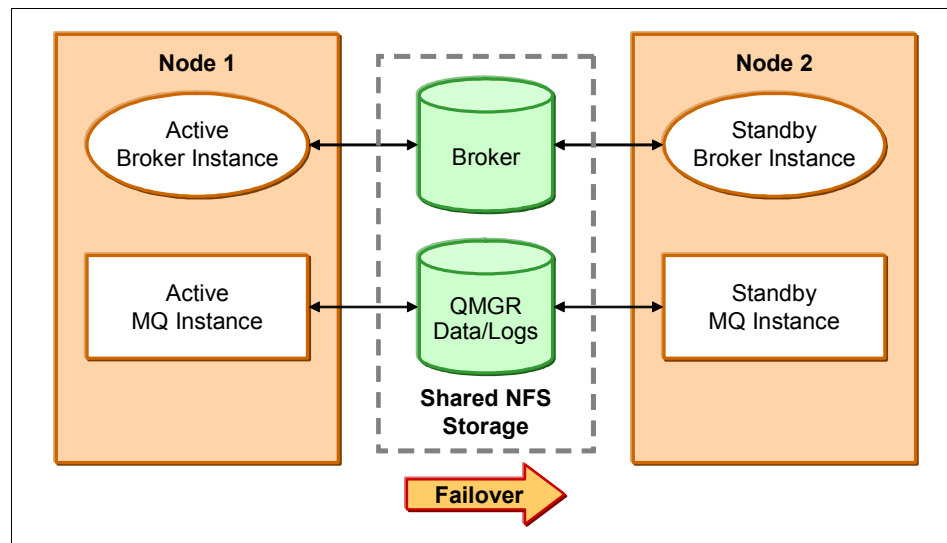 Node 1
Active
Broker Instance
Active
MQ Instance
Broker
QMGR
Data/Logs
Shared NFS
Storage
Node 2
Standby
Broker Instance
Standby
MQ Instance
Failover